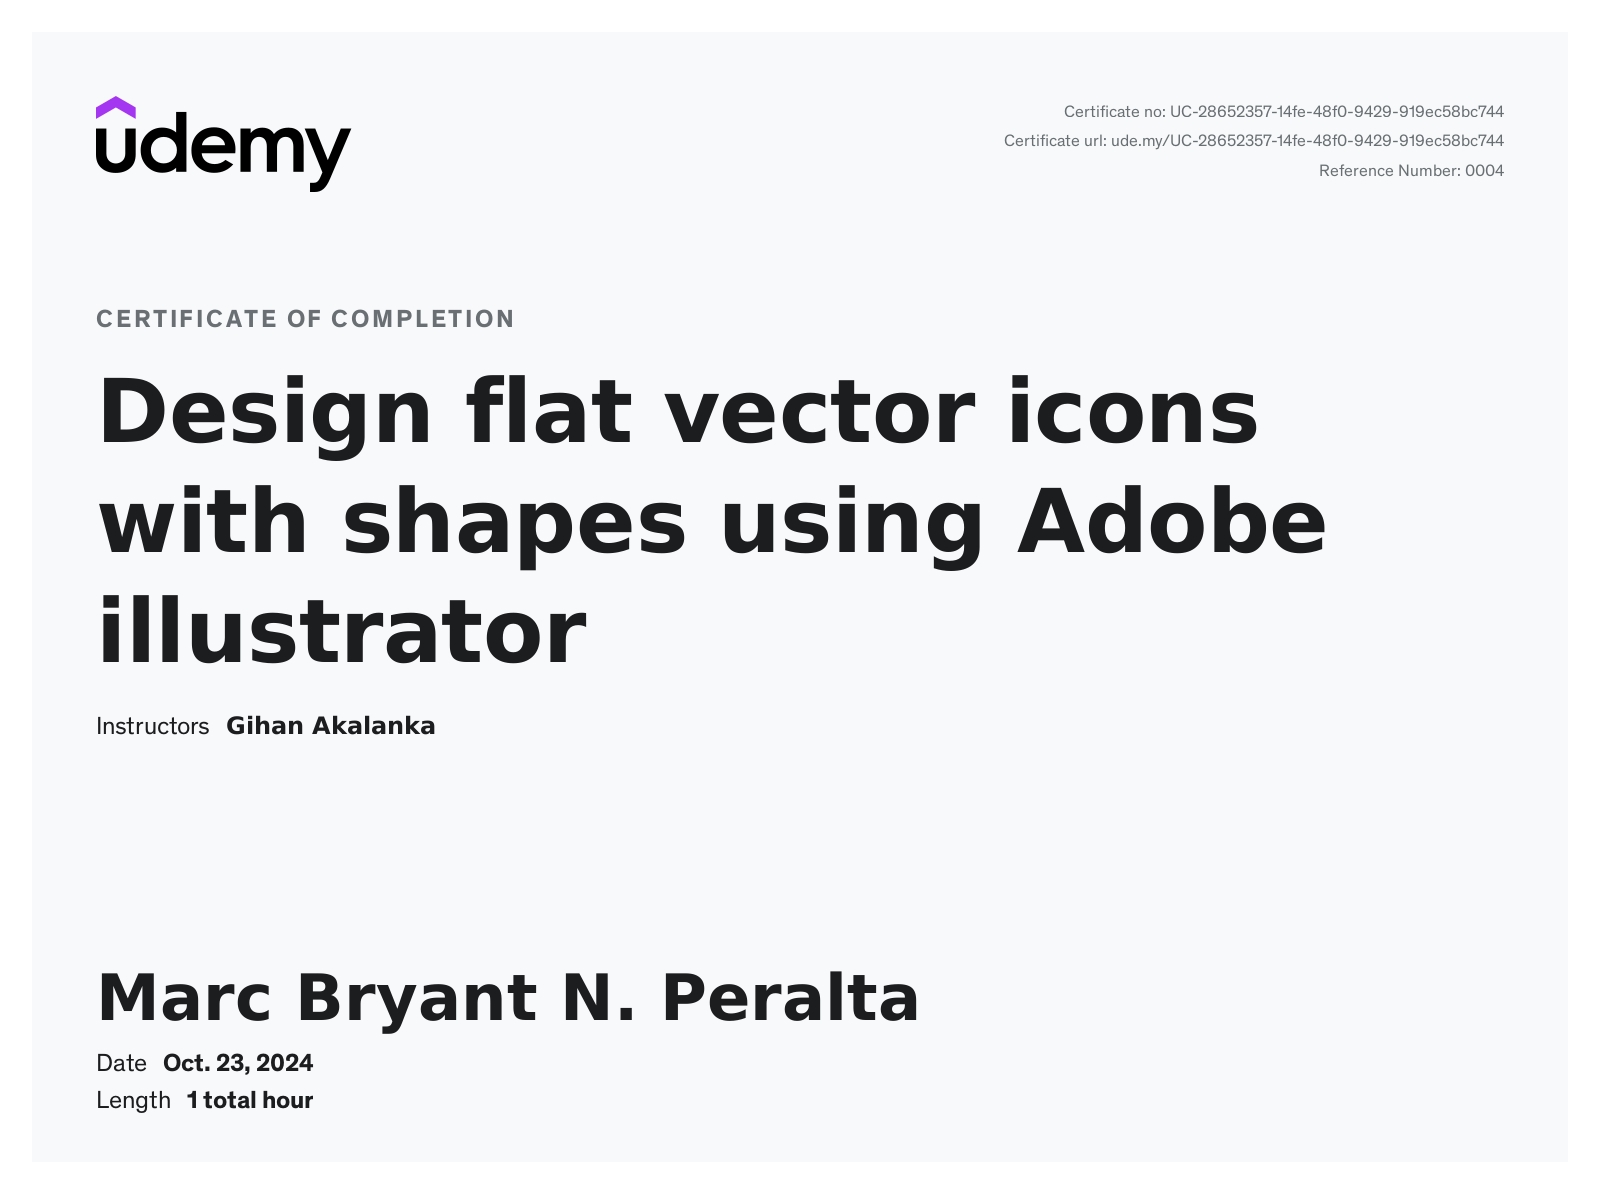 udemy
Certificate no: UC-28652357-14fe-48f0-9429-919ec58bc744
Certificate url: ude.my/UC-28652357-14fe-48f0-9429-919ec58bc744
Reference Number: 0004
CERTIFICATE OF COMPLETION
Design flat vector icons
with shapes using Adobe
illustrator
Instructors Gihan Akalanka
Marc Bryant N. Peralta
Date Oct. 23, 2024
Length 1 total hour